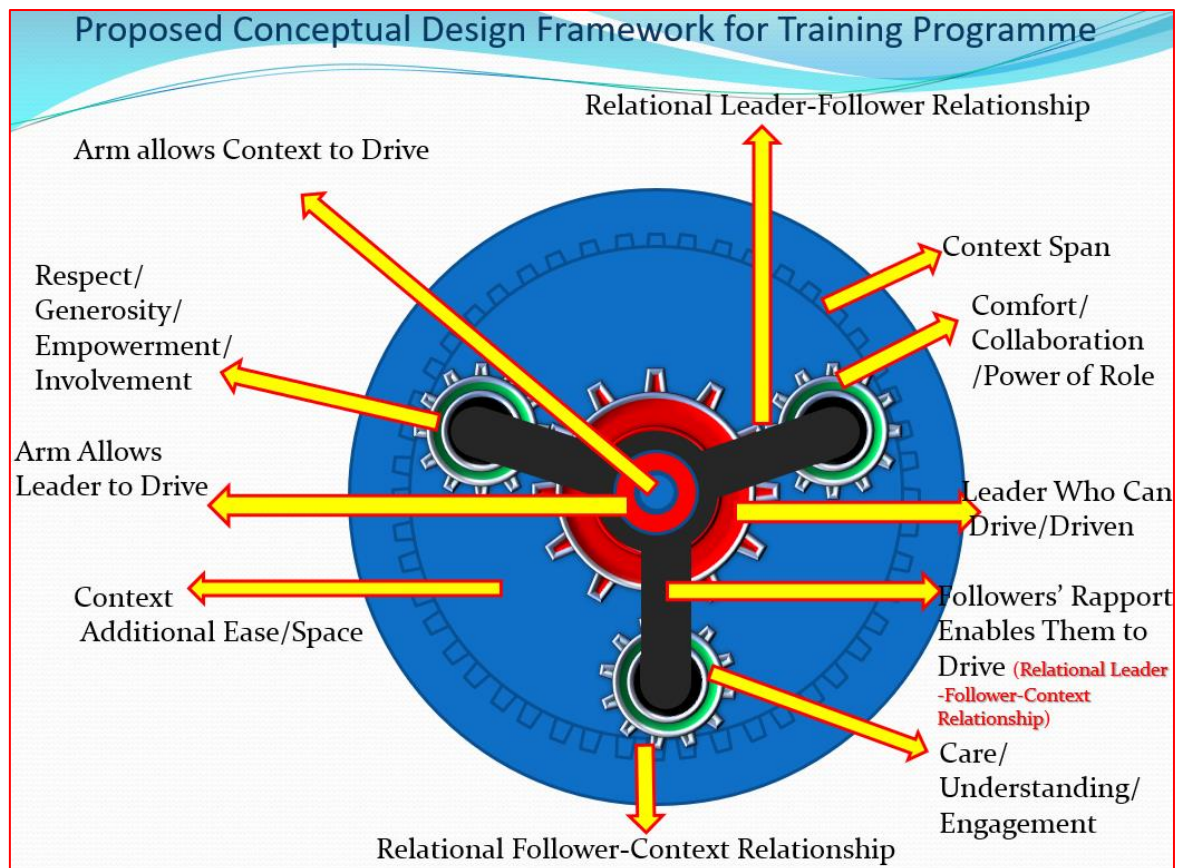 Proposed Conceptual Design Framework for Training Programme
Relational Leader-Follower Relationship
Arm allows Context to Drive
Context Span
Respect/
Generosity/
Empowerment/
Involvement
Comfort/
Collaboration
/Power of Role
Arm Allows
Leader to Drive
Leader Who Can
Drive/Driven
Context
Additional Ease/Space
Followers’ Rapport
Enables Them to
Drive (Relational Leader
-Follower-Context
Relationship)
Care/
Understanding/
Engagement
Relational Follower-Context Relationship